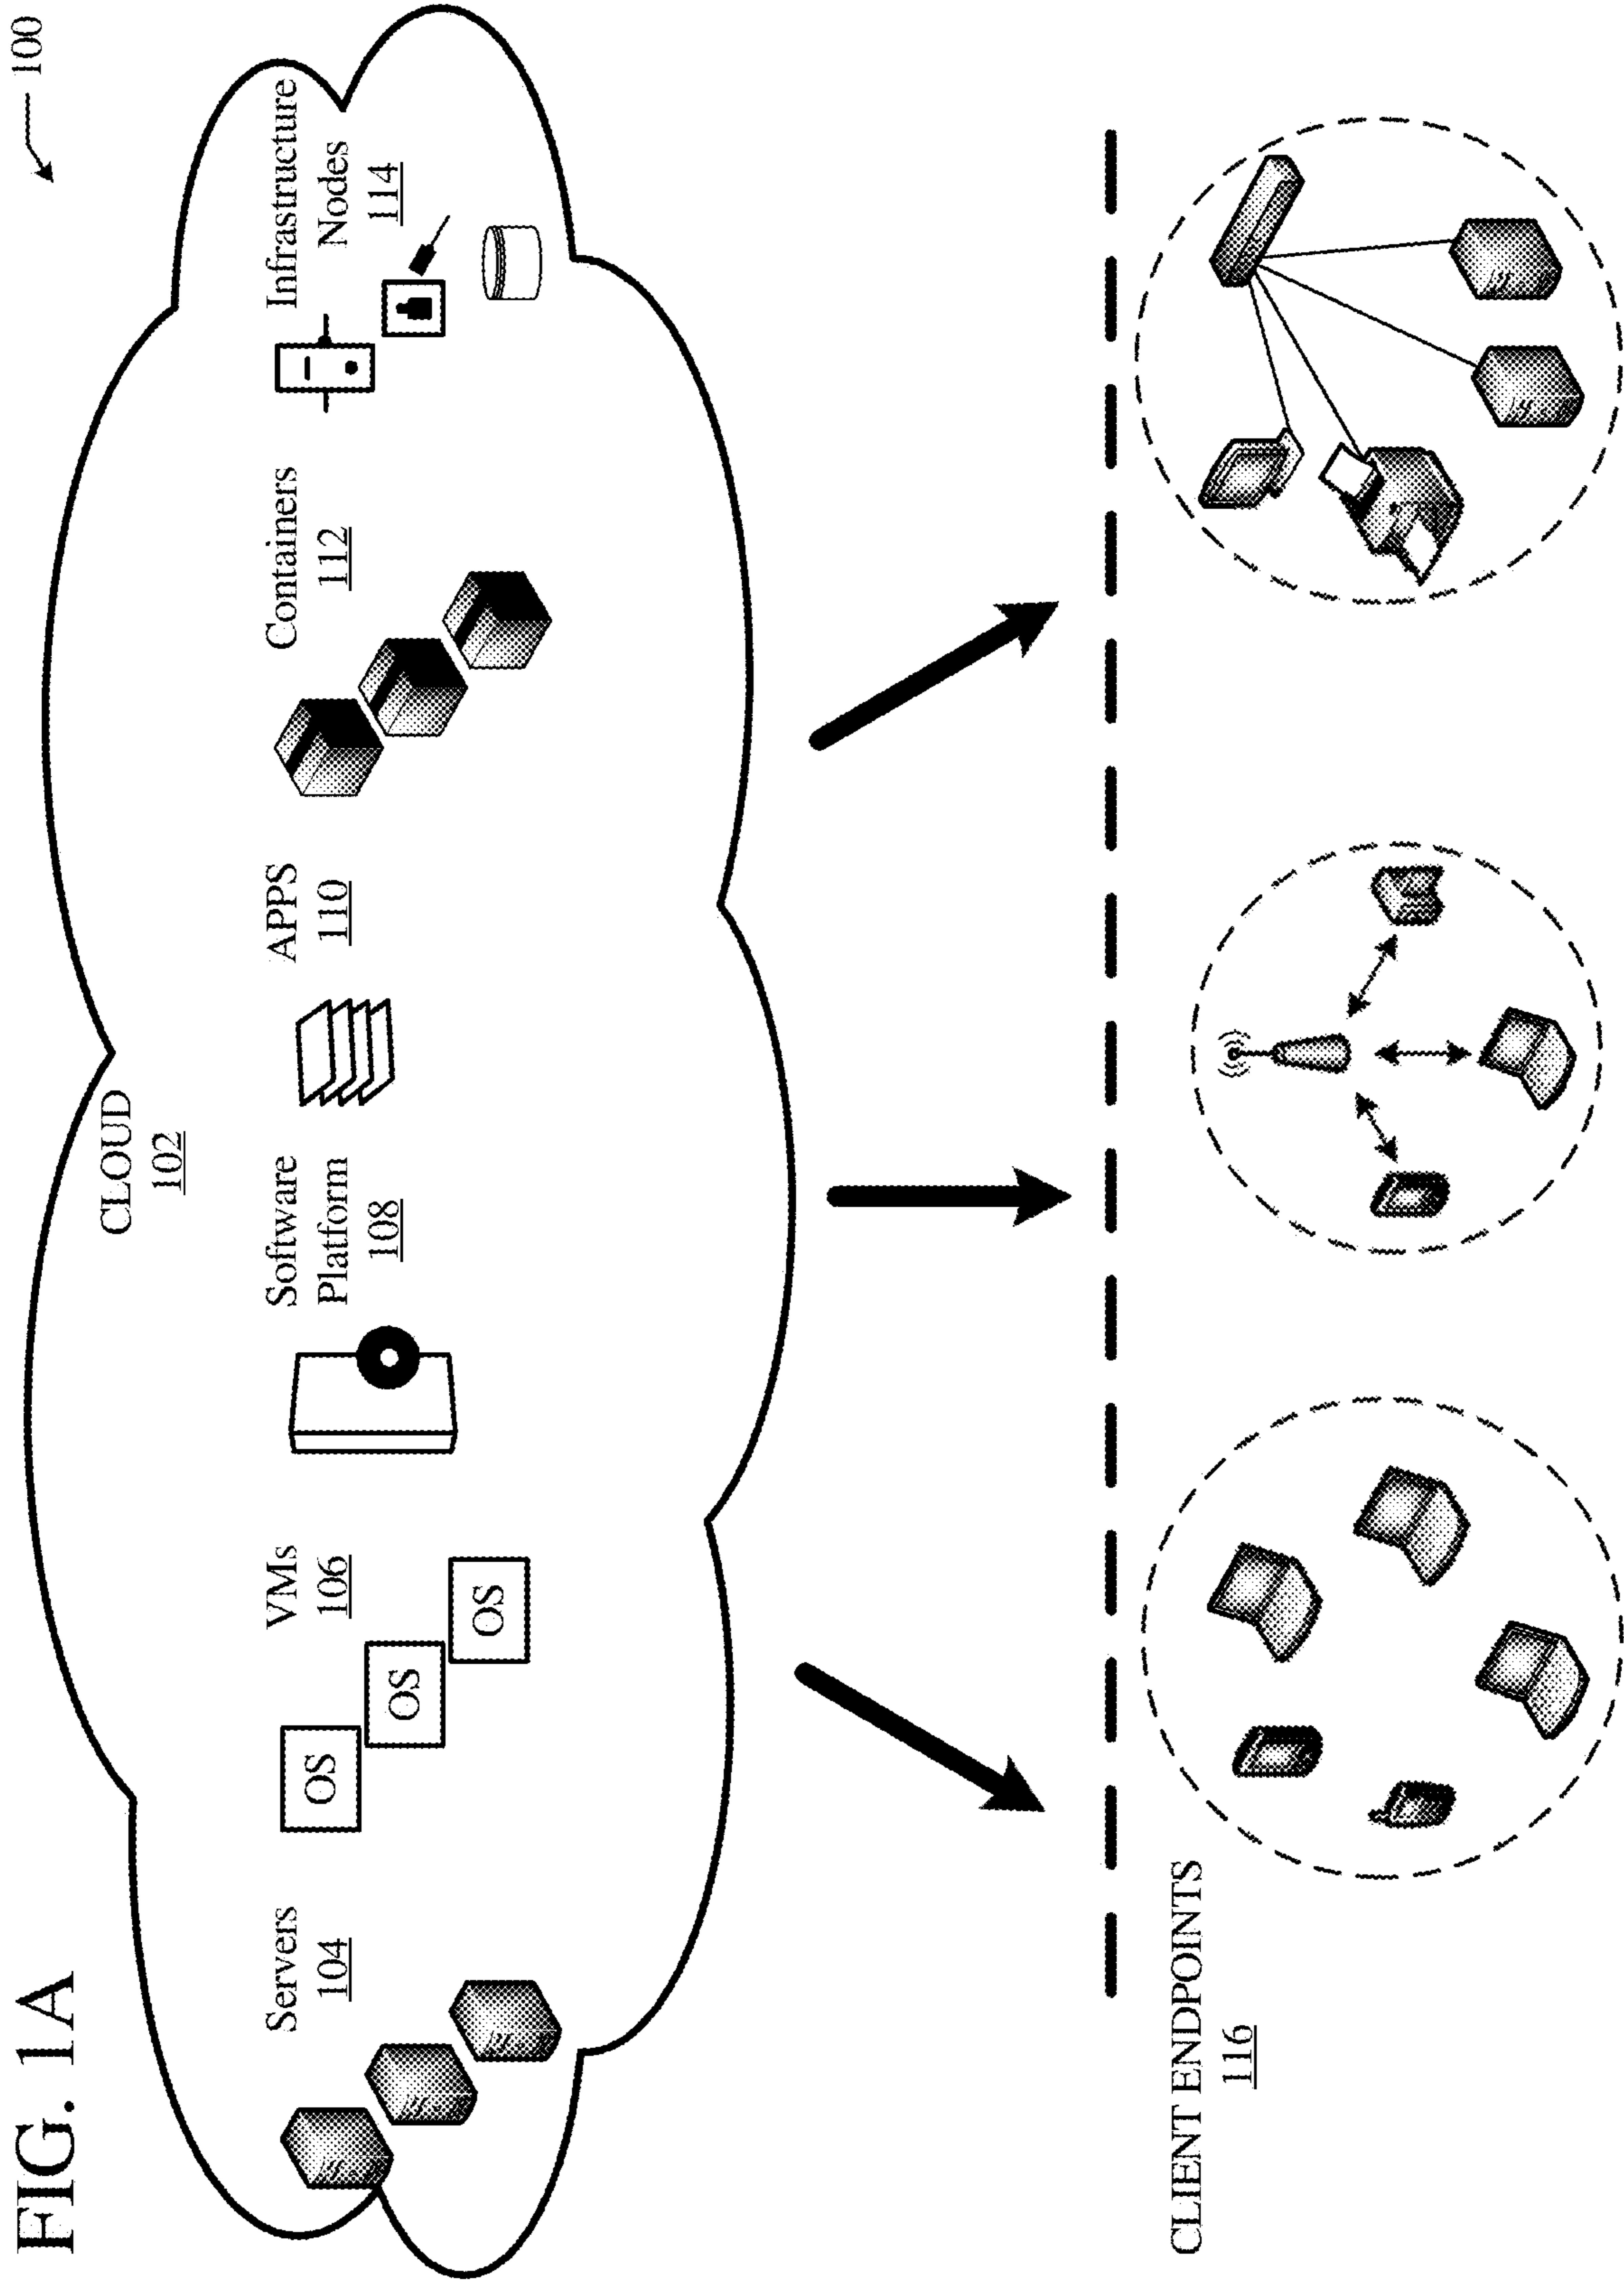 FIG. 1A
100
CLOUD
102
Servers
104
VMs
106
OS
OS
OS
Software
Platform
108
APPS
110
Containers
112
Infrastructure
Nodes
114
CLIENT ENDPOINTS
116